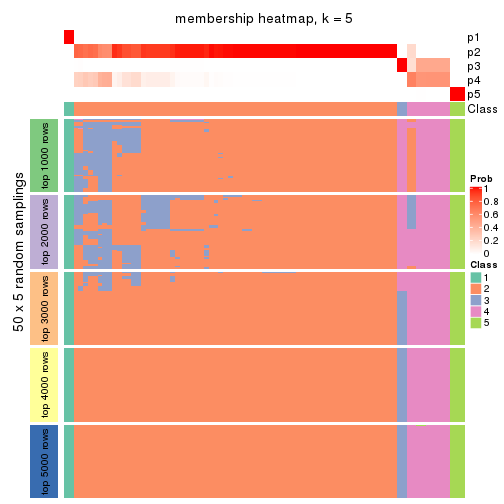 membership heatmap, k = 5
p1
p2
p3
p4
p5
Class
50 x 5 random samplings
top 1000 rows
top 2000 rows
top 3000 rows
top 4000 rows
top 5000 rows
Prob
1
0.8
0.6
0.4
0.2
0
Class
1
2
3
4
5